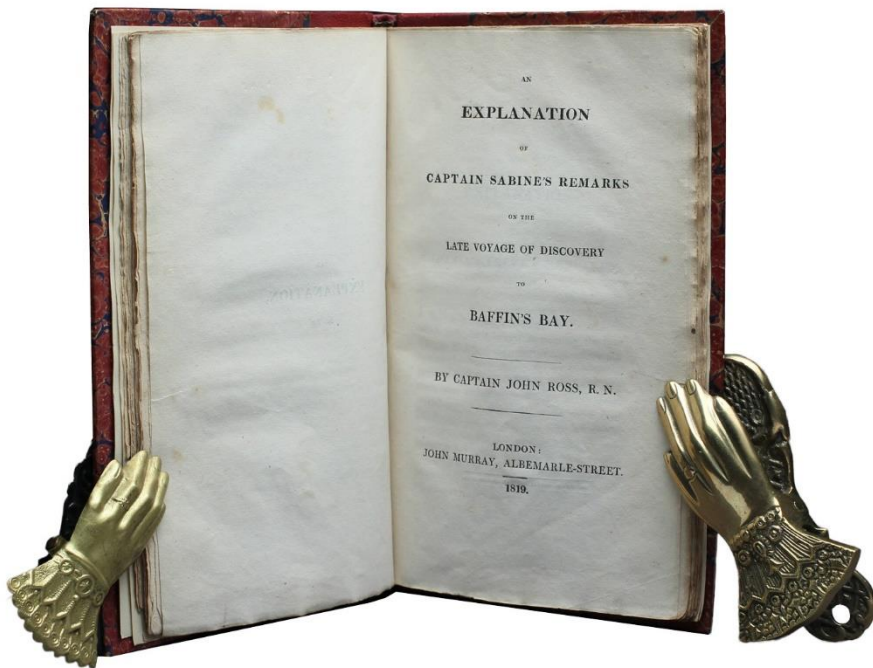 AN
EXPLANATION
OF
CAPTAIN SABINE'S REMARKS
ON THE
LATE VOYAGE OF DISCOVERY
TO
BAFFIN'S BAY.
BY CAPTAIN JOHN ROSS, R. N.
LONDON:
JOHN MURRAY, ALBEMARLE-STREET.
1819.